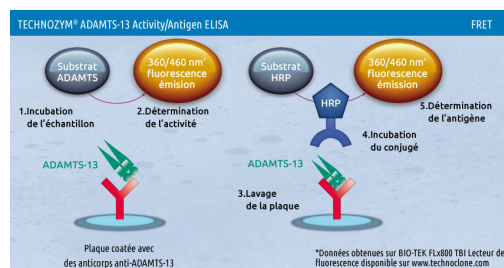 TECHNOZYM® ADAMTS-13 Activity/Antigen ELISA
FRET
Substrat
ADAMTS
360/460 nm*
fluorescence
émission
1.Incubation
de l'échantillon
2.Détermination
de l'activité
ADAMTS-13
Plaque coatée avec
des anticorps anti-ADAMTS-13
Substrat
HRP
360/460 nm*
fluorescence
émission
HRP
5.Détermination
de l'antigène
4.Incubation
du conjugé
ADAMTS-13
3.Lavage
de la plaque
*Données obtenues sur BIO-TEK FLx800 TBI Lecteur de
fluorescence disponible sur www.technoclone.com